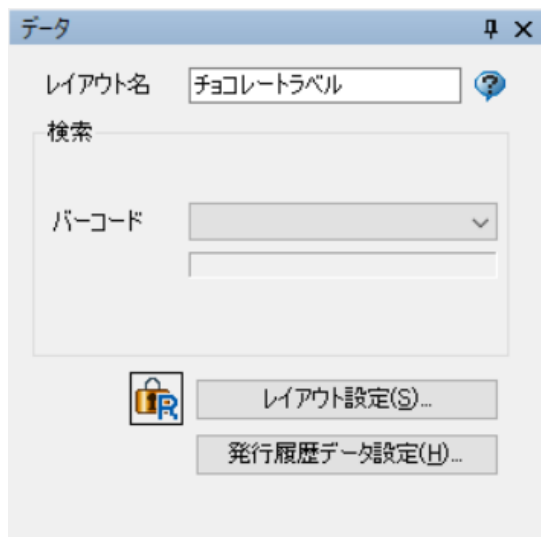 データ
レイアウト名 チョコレートラベル
検索
バーコード
R
レイアウト設定(S)...
発行履歴データ設定(H)...